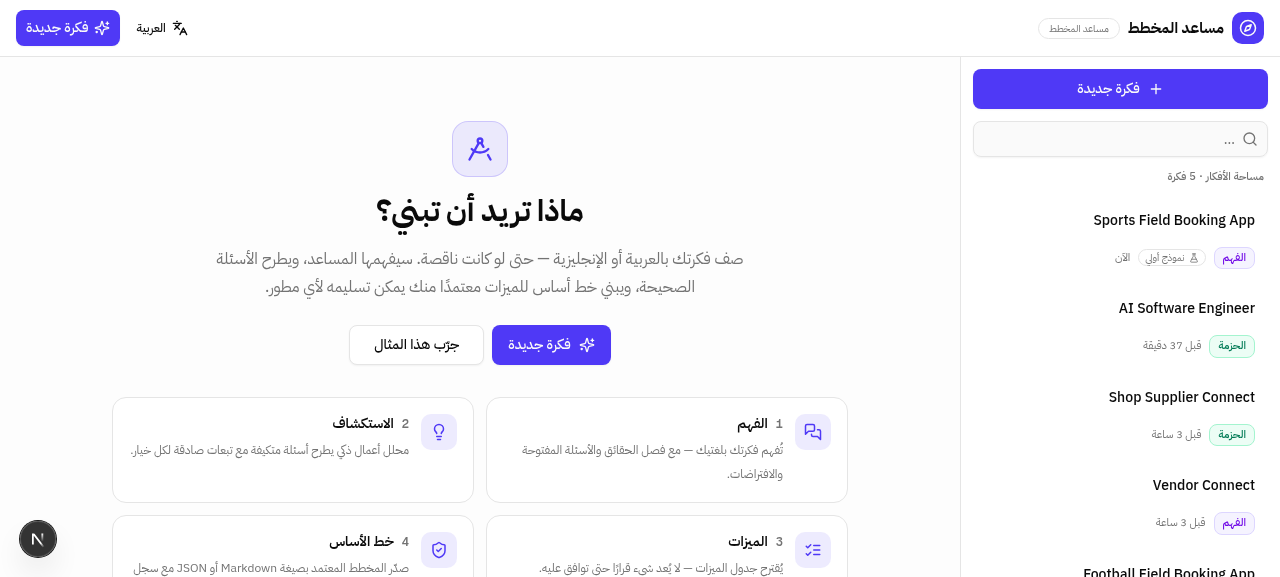 مساعد المخطط
مساعد المخطط
العربية
فكرة جديدة
فكرة جديدة
...
مساحة الأفكار · 5 فكرة
Sports Field Booking App
الفهم
نموذج أولي
الآن
AI Software Engineer
الحزمة
قبل 37 دقيقة
Shop Supplier Connect
الحزمة
قبل 3 ساعة
Vendor Connect
الفهم
قبل 3 ساعة
Football Field Booking App
ماذا تريد أن تبني؟
صف فكرتك بالعربية أو الإنجليزية — حتى لو كانت ناقصة. سيفهمها المساعد، ويطرح الأسئلة
الصحيحة، ويبني خط أساس للميزات معتمدًا منك يمكن تسليمه لأي مطور.
فكرة جديدة
جرّب هذا المثال
1 الفهم
تُفهم فكرتك بلغتيك — مع فصل الحقائق والأسئلة المفتوحة
والافتراضات.
2 الاستكشاف
محلل أعمال ذكي يطرح أسئلة متكيفة مع تبعات صادقة لكل خيار.
3 الميزات
يُقترح جدول الميزات — لا يُعد شيء قرارًا حتى توافق عليه.
4 خط الأساس
صدّر المخطط المعتمد بصيغة Markdown أو JSON مع سجل